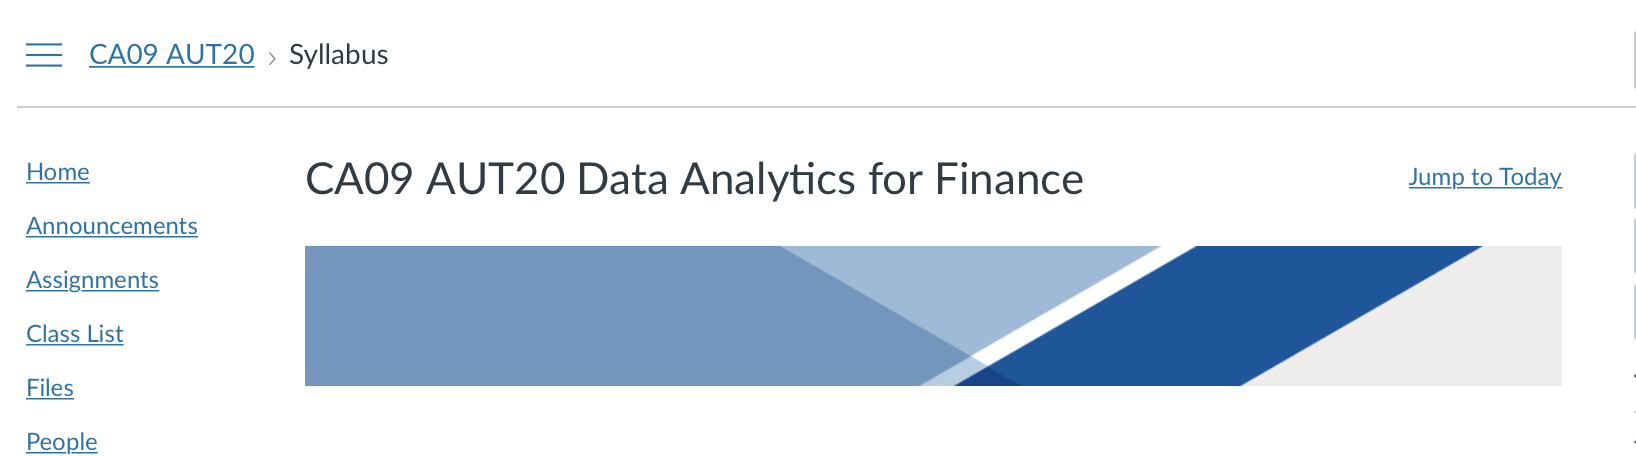 CA09 AUT20 › Syllabus
CA09 AUT20 Data Analytics for Finance
Jump to Today
Home
Announcements
Assignments
Class List
Files
People